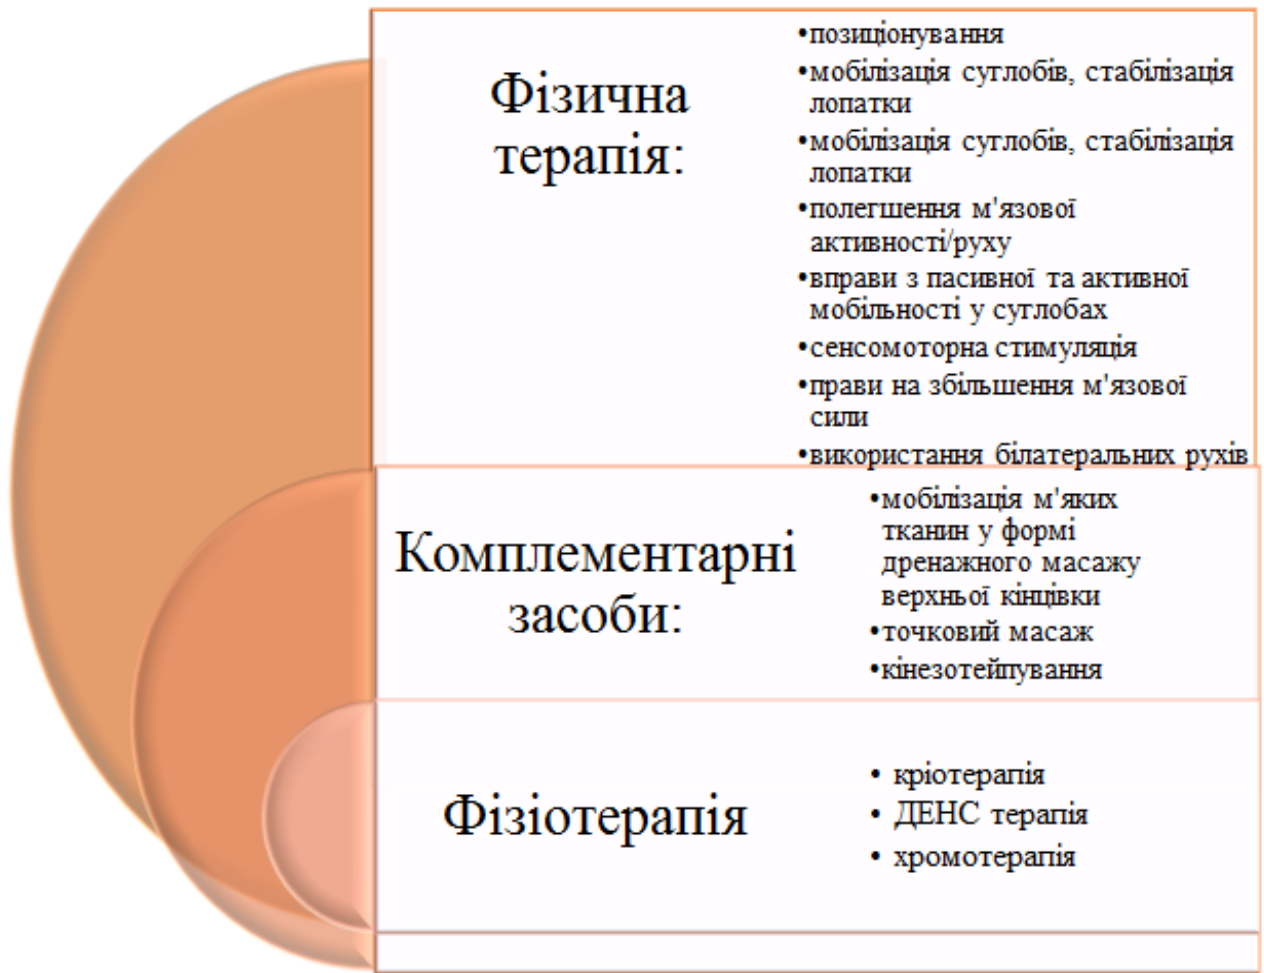 Фізична
терапія:
•позиціонування
•мобілізація суглобів, стабілізація
лопатки
•мобілізація суглобів, стабілізація
лопатки
•полегшення м'язової
активності/руху
•вправи з пасивної та активної
мобільності у суглобах
•сенсомоторна стимуляція
•прави на збільшення м'язової
сили
•використання білатеральних рухів
Комплементарні
засоби:
•мобілізація м'яких
тканин у формі
дренажного масажу
верхньої кінцівки
•точковий масаж
•кінезотейпування
Фізіотерапія
• кріотерапія
• ДЕНС терапія
• хромотерапія